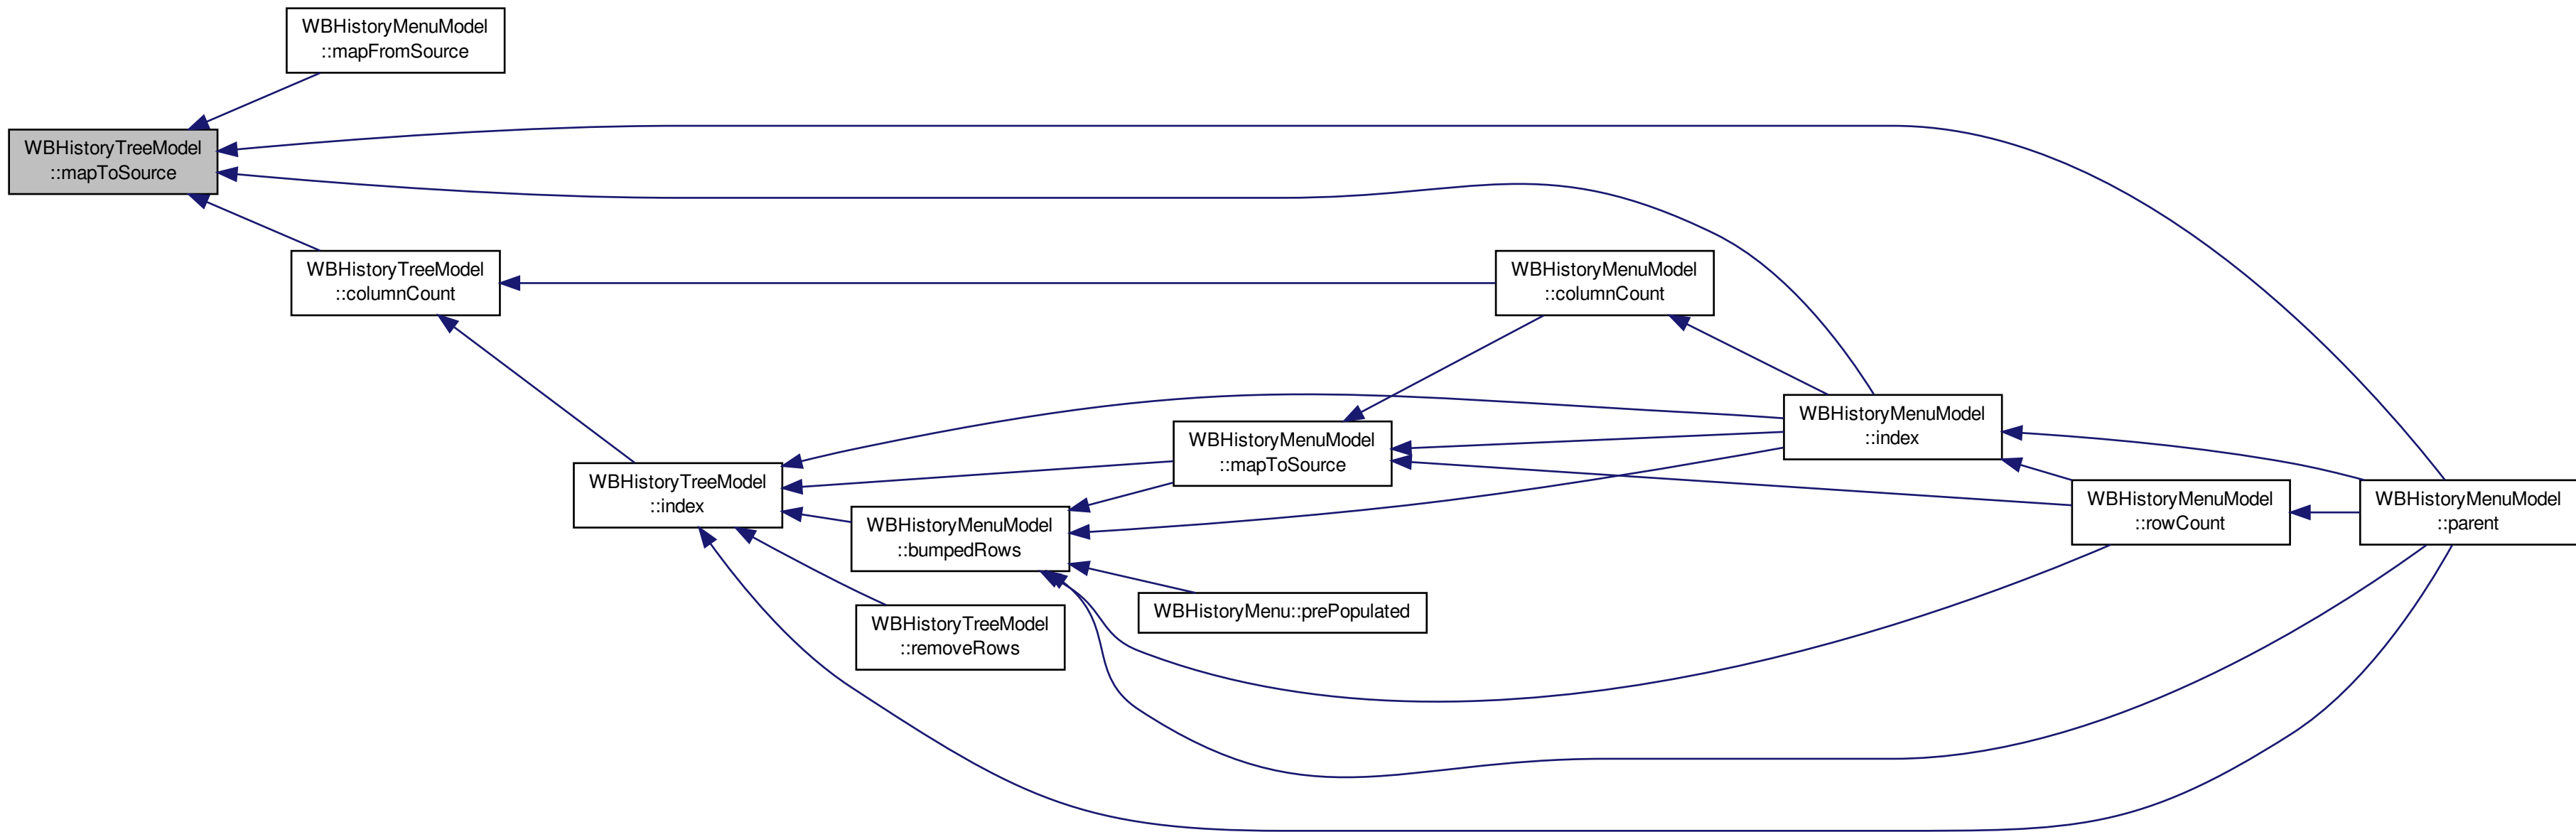 WBHistoryMenuModel
::mapFromSource
WBHistoryTreeModel
::mapToSource
WBHistoryTreeModel
::columnCount
WBHistoryMenuModel
::columnCount
WBHistoryMenuModel
::index
WBHistoryMenuModel
::mapToSource
WBHistoryTreeModel
::index
WBHistoryMenuModel
::rowCount
WBHistoryMenuModel
::parent
WBHistoryMenuModel
::bumpedRows
WBHistoryMenu::prePopulated
WBHistoryTreeModel
::removeRows